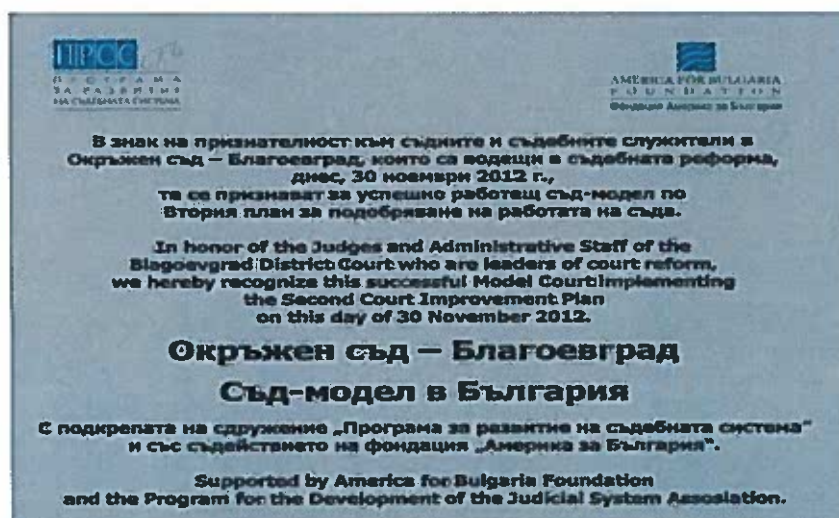 ПРСС
ПРОГРАМА
ЗА РАЗВИТИЕ
НА СЪДЕБНАТА СИСТЕМА
AMERICA FOR BULGARIA
FOUNDATION
Фондация Америка за България
В знак на признателност към съдиите и съдебните служители в
Окръжен съд – Благоевград, които са водещи в съдебната реформа,
днес, 30 ноември 2012 г.,
те се признават за успешно работещ съд-модел по
Втория план за подобряване на работата на съда.
In honor of the Judges and Administrative Staff of the
Blagoevgrad District Court who are leaders of court reform,
we hereby recognize this successful Model Court Implementing
the Second Court Improvement Plan
on this day of 30 November 2012.
Окръжен съд – Благоевград
Съд-модел в България
С подкрепата на сдружение „Програма за развитие на съдебната система“
и със съдействието на фондация „Америка за България“.
Supported by America for Bulgaria Foundation
and the Program for the Development of the Judicial System Assosiation.